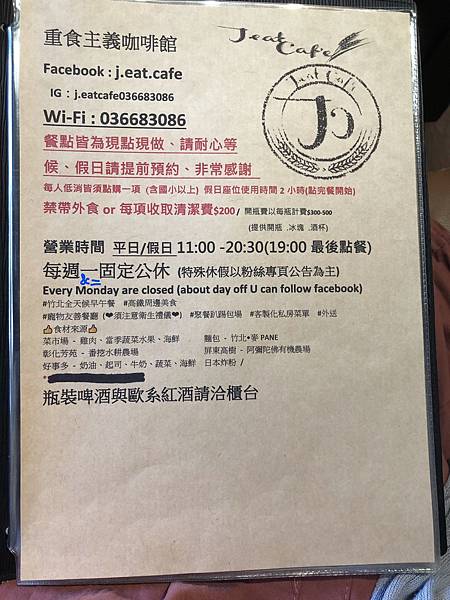 重食主義咖啡館
Jeat Cafe
Jeat Café
Facebook : j.eat.cafe
IG : j.eatcafe036683086
Wi-Fi : 036683086
餐點皆為現點現做、請耐心等
候、假日請提前預約、非常感謝
每人低消皆須點購一項 (含國小以上) 假日座位使用時間 2 小時(點完餐開始)
禁帶外食 or 每項收取清潔費$200 / 開瓶費以每瓶計費$300-500
(提供開瓶 .冰塊 .酒杯)
營業時間 平日/假日 11:00 -20:30(19:00 最後點餐)
每週一&二固定公休 (特殊休假以粉絲專頁公告為主)
Every Monday are closed (about day off U can follow facebook)
#竹北全天候早午餐 #高鐵周邊美食
#寵物友善餐廳 (❤須注意衛生禮儀❤) #聚餐趴踢包場 #客製化私房菜單 #外送
👍食材來源👍
菜市場 - 雞肉、當季蔬菜水果、海鮮 麵包 - 竹北•麥 PANE
彰化芳苑 - 番挖水耕農場 屏東高樹 - 阿彌陀佛有機農場
好事多 - 奶油、起司、牛奶、蔬菜、海鮮 日本炸粉 /
*
瓶裝啤酒與歐系紅酒請洽櫃台